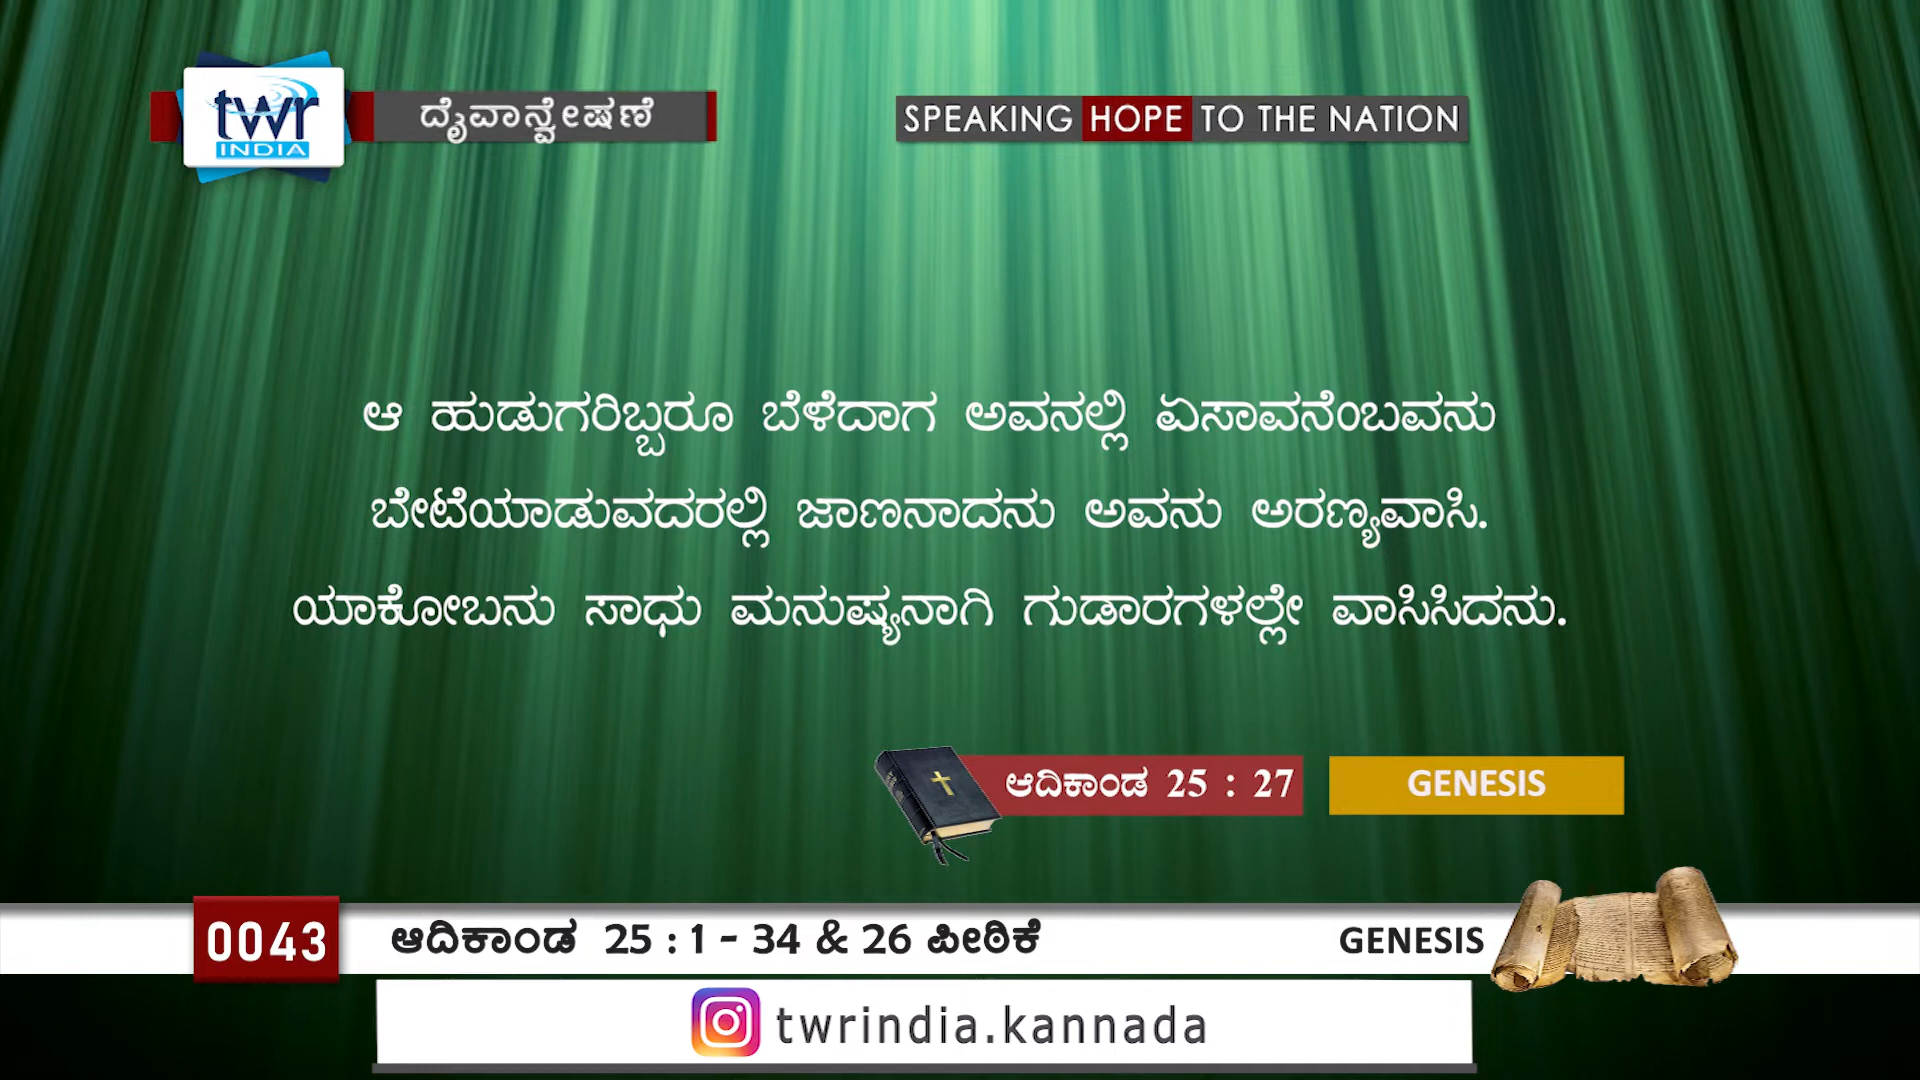 twr
INDIA
ದೈವಾನ್ವೇಷಣೆ
SPEAKING HOPE TO THE NATION
ಆ ಹುಡುಗರಿಬ್ಬರೂ ಬೆಳೆದಾಗ ಅವನಲ್ಲಿ ಏಸಾವನೆಂಬವನು
ಬೇಟೆಯಾಡುವದರಲ್ಲಿ ಜಾಣನಾದನು ಅವನು ಅರಣ್ಯವಾಸಿ.
ಯಾಕೋಬನು ಸಾಧು ಮನುಷ್ಯನಾಗಿ ಗುಡಾರಗಳಲ್ಲೇ ವಾಸಿಸಿದನು.
ಆದಿಕಾಂಡ 25 : 27
GENESIS
0043
ಆದಿಕಾಂಡ 25 : 1 - 34 & 26 ಪೀಠಿಕೆ
GENESIS
twrindia.kannada